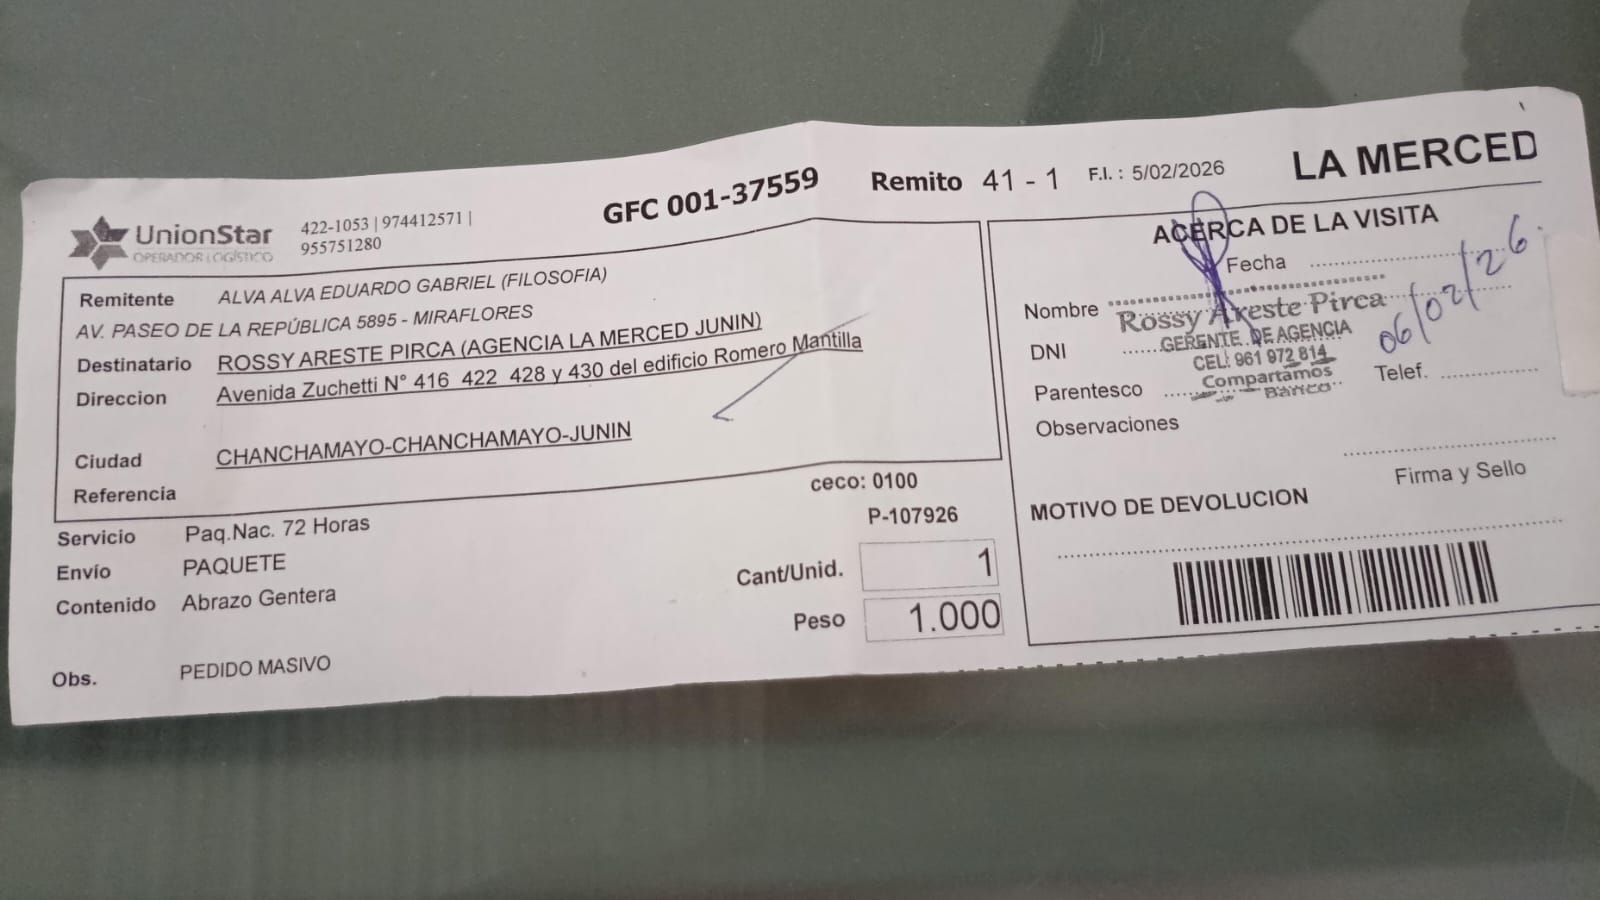 UnionStar
OPERADOR LOGÍSTICO
422-1053 | 974412571 |
955751280
GFC 001-37559
Remito 41 - 1
F.I. : 5/02/2026
LA MERCED
Remitente ALVA ALVA EDUARDO GABRIEL (FILOSOFIA)
AV. PASEO DE LA REPÚBLICA 5895 - MIRAFLORES
Destinatario ROSSY ARESTE PIRCA (AGENCIA LA MERCED JUNIN)
Direccion Avenida Zuchetti N° 416 422 428 y 430 del edificio Romero Mantilla
Ciudad CHANCHAMAYO-CHANCHAMAYO-JUNIN
Referencia
ceco: 0100
Servicio Paq.Nac. 72 Horas
P-107926
Envío PAQUETE
Cant/Unid. 1
Contenido Abrazo Gentera
Peso 1.000
Obs. PEDIDO MASIVO
ACERCA DE LA VISITA
Fecha
06/02/26.
Nombre
Rossy Areste Pirca
GERENTE DE AGENCIA
DNI
CEL: 961 972 814
Compartamos
Banco
Parentesco
Telef.
Observaciones
Firma y Sello
MOTIVO DE DEVOLUCION